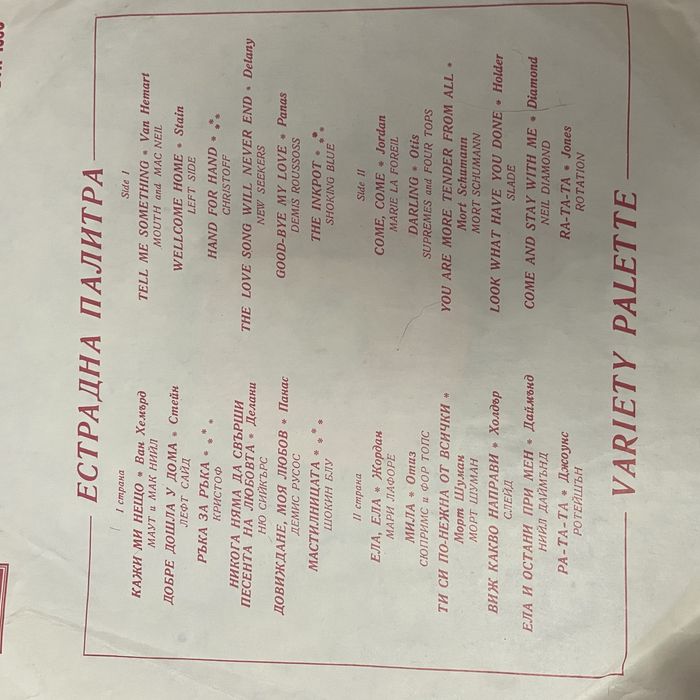 ЕСТРАДНА ПАЛИТРА
I страна
КАЖИ МИ НЕЩО * Ван Хемърд
МАУТ и МАК НИЙЛ
ДОБРЕ ДОШЛА У ДОМА * Стейн
ЛЕФТ САЙД
РЪКА ЗА РЪКА * * * *
КРИСТОФ
НИКОГА НЯМА ДА СВЪРШИ
ПЕСЕНТА НА ЛЮБОВТА * Делани
НЮ СИЙКЪРС
ДОВИЖДАНЕ, МОЯ ЛЮБОВ * Панас
ДЕМИС РУСОС
МАСТИЛНИЦАТА * * * *
ШОКИН БЛУ
II страна
ЕЛА, ЕЛА * Жордан
МАРИ ЛАФОРЕ
МИЛА * Отиз
СЮПРИМС и ФОР ТОПС
ТИ СИ ПО-НЕЖНА ОТ ВСИЧКИ *
Морт Шуман
МОРТ ШУМАН
ВИЖ КАКВО НАПРАВИ * Холдър
СЛЕЙД
ЕЛА И ОСТАНИ ПРИ МЕН * Даймънд
НИЙЛ ДАЙМЪНД
РА-ТА-ТА * Джоунс
РОТЕЙШЪН
Side I
TELL ME SOMETHING * Van Hemart
MOUTH and MAC NEIL
WELLCOME HOME * Stain
LEFT SIDE
HAND FOR HAND * * * *
CHRISTOFF
THE LOVE SONG WILL NEVER END * Delany
NEW SEEKERS
GOOD-BYE MY LOVE * Panas
DEMIS ROUSSOSS
THE INKPOT * * * *
SHOKING BLUE
Side II
COME, COME * Jordan
MARIE LA FOREIL
DARLING * Otis
SUPREMES and FOUR TOPS
YOU ARE MORE TENDER FROM ALL *
Mort Schumann
MORT SCHUMANN
LOOK WHAT HAVE YOU DONE * Holder
SLADE
COME AND STAY WITH ME * Diamond
NEIL DIAMOND
RA-TA-TA * Jones
ROTATION
VARIETY PALETTE